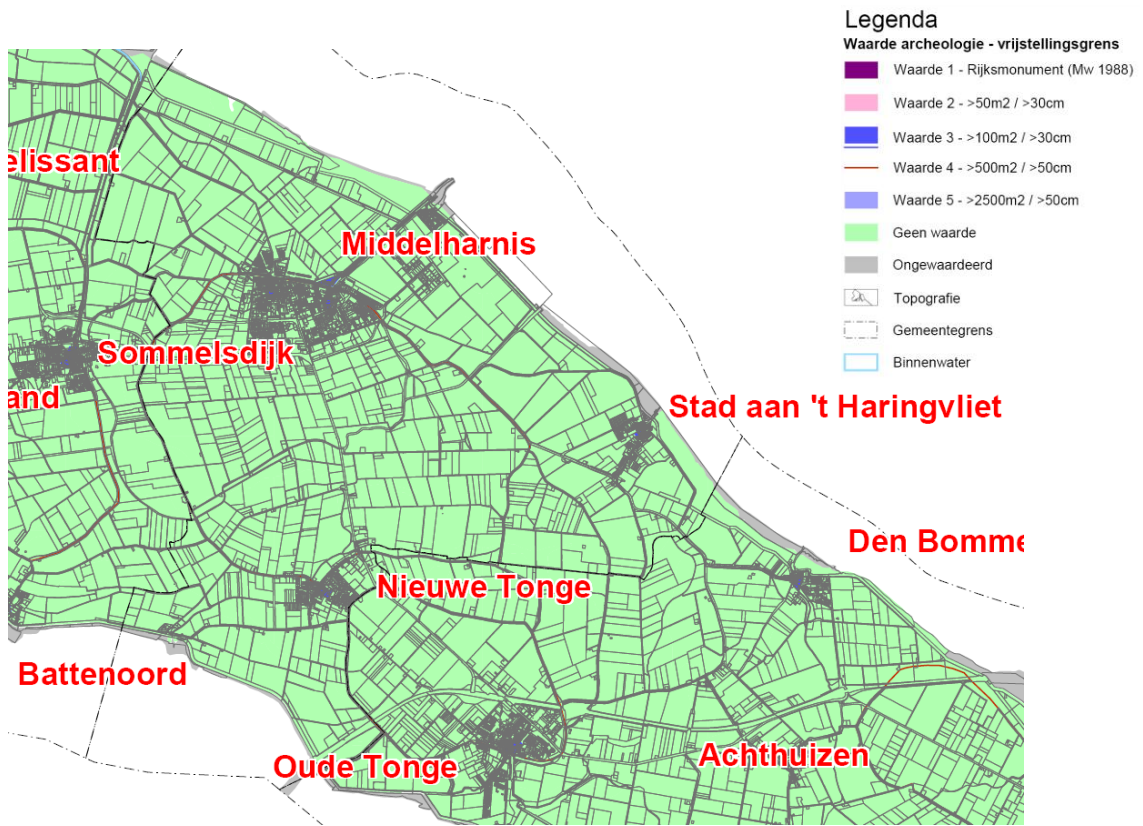 Legenda
Waarde archeologie - vrijstellingsgrens
Waarde 1 - Rijksmonument (Mw 1988)
Waarde 2 - >50m2 / >30cm
Waarde 3 - >100m2 / >30cm
Waarde 4 - >500m2 / >50cm
Waarde 5 - >2500m2 / >50cm
Geen waarde
Ongewaardeerd
Topografie
Gemeentegrens
Binnenwater
elissant
Middelharnis
Sommelsdijk
and
Stad aan 't Haringvliet
Den Bomme
Nieuwe Tonge
Battenoord
Oude Tonge
Achthuizen